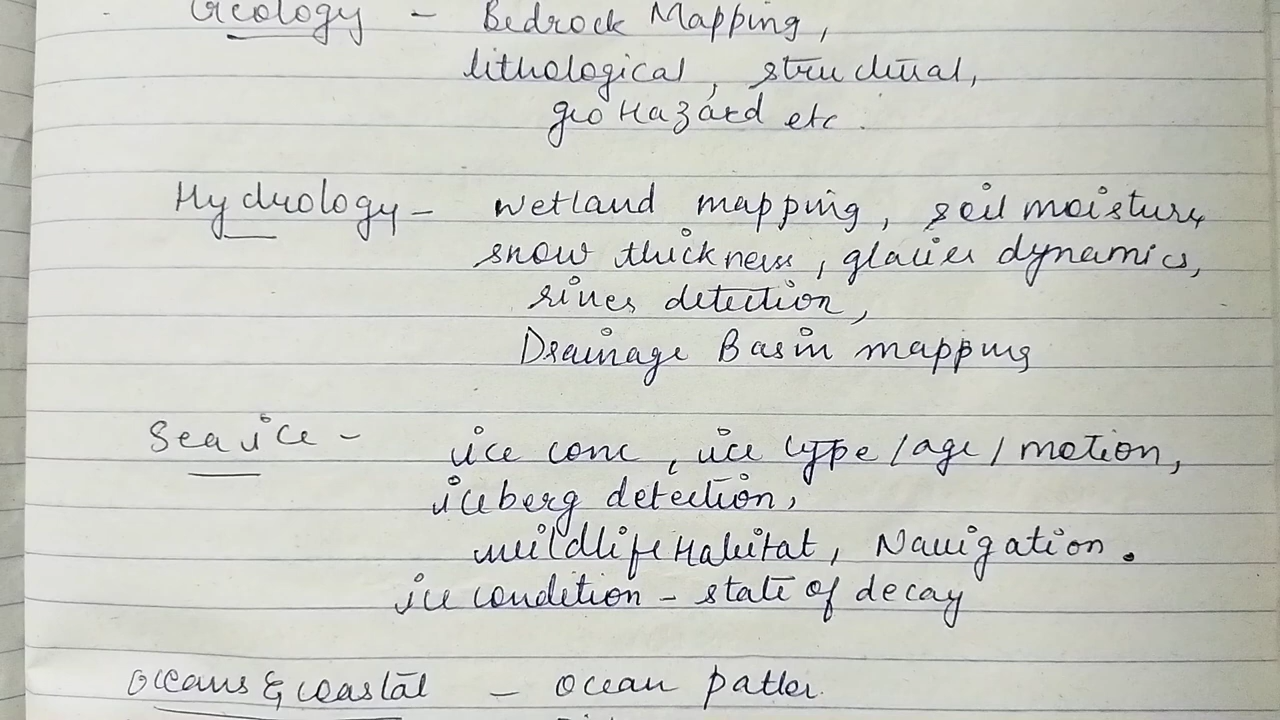 Geology - Bedrock Mapping,
lithological, structural,
geoHazard etc.
Hydrology - wetland mapping, soil moisture,
snow thickness, glacier dynamics,
river detection,
Drainage Basin mapping
Sea ice - ice conc, ice type/age/motion,
iceberg detection,
wildlife Habitat, Navigation.
ice condition - state of decay
Oceans & coastal - ocean patter